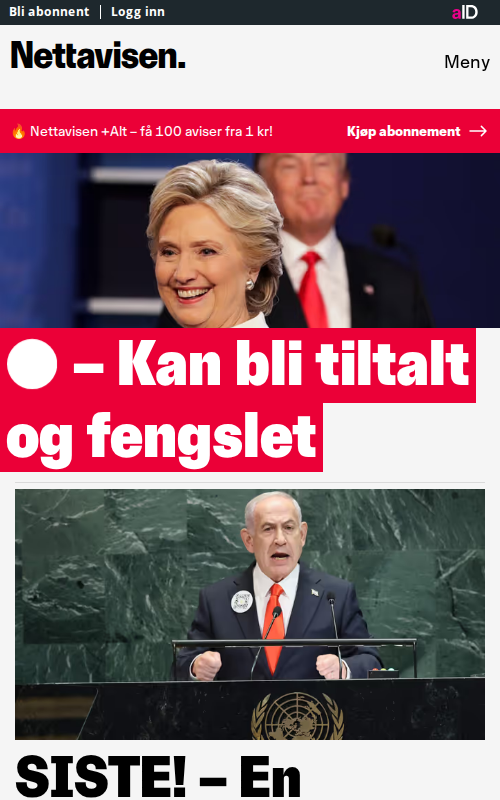 Bli abonnent | Logg inn
aID
Nettavisen.
Meny
🔥 Nettavisen +Alt – få 100 aviser fra 1 kr!
Kjøp abonnement →
– Kan bli tiltalt
og fengslet
SISTE! – En